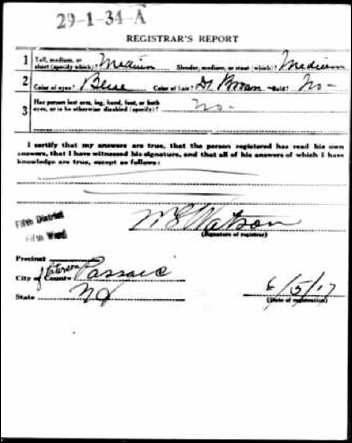 29-1-34-A
REGISTRAR'S REPORT
1 Tall, medium, or short (specify which)? Medium Slender, medium, or stout (which)? Medium
2 Color of eyes? Blue Color of hair? D. Brown Bald? No-
3 Has person lost arm, leg, hand, foot, or both eyes, or is he otherwise disabled (specify)? No-
I certify that my answers are true, that the person registered has read his own
answers, that I have witnessed his signature, and that all of his answers of which I have
knowledge are true, except as follows:
W E Watson
(Signature of registrar)
Fifth District
Fifth Ward
Precinct
City of Paterson
County Passaic
State NJ
6/5/17
(Date of registration)